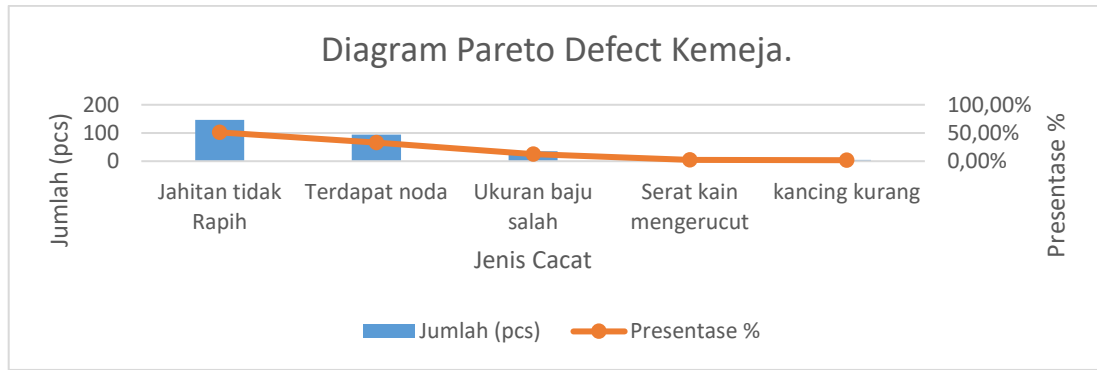 Diagram Pareto Defect Kemeja.
Jumlah (pcs)
200
100
0
100,00%
50,00%
0,00%
Presentase %
Jahitan tidak
Rapih
Terdapat noda
Ukuran baju
salah
Serat kain
mengerucut
kancing kurang
Jenis Cacat
Jumlah (pcs)
Presentase %